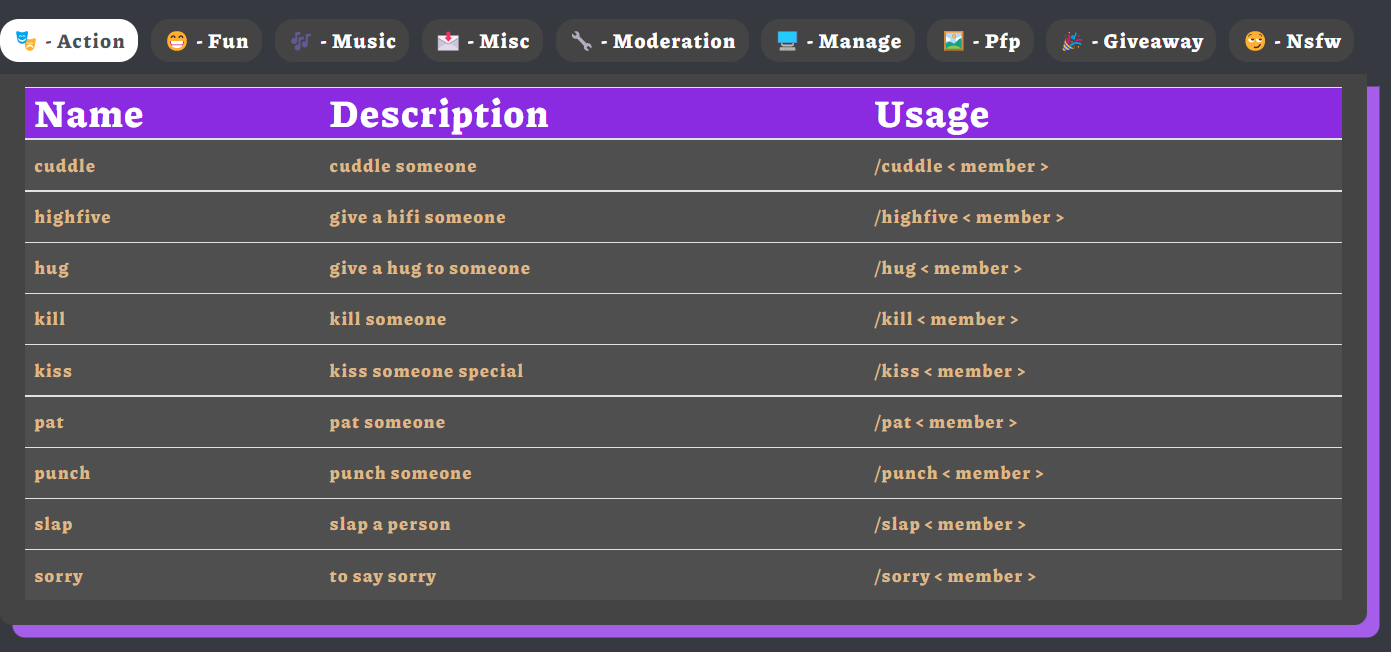 🎭 - Action 😁 - Fun 🎶 - Music 📩 - Misc 🔧 - Moderation 🖥️ - Manage 🖼️ - Pfp 🎉 - Giveaway 😏 - Nsfw
Name Description Usage
cuddle cuddle someone /cuddle < member >
highfive give a hifi someone /highfive < member >
hug give a hug to someone /hug < member >
kill kill someone /kill < member >
kiss kiss someone special /kiss < member >
pat pat someone /pat < member >
punch punch someone /punch < member >
slap slap a person /slap < member >
sorry to say sorry /sorry < member >